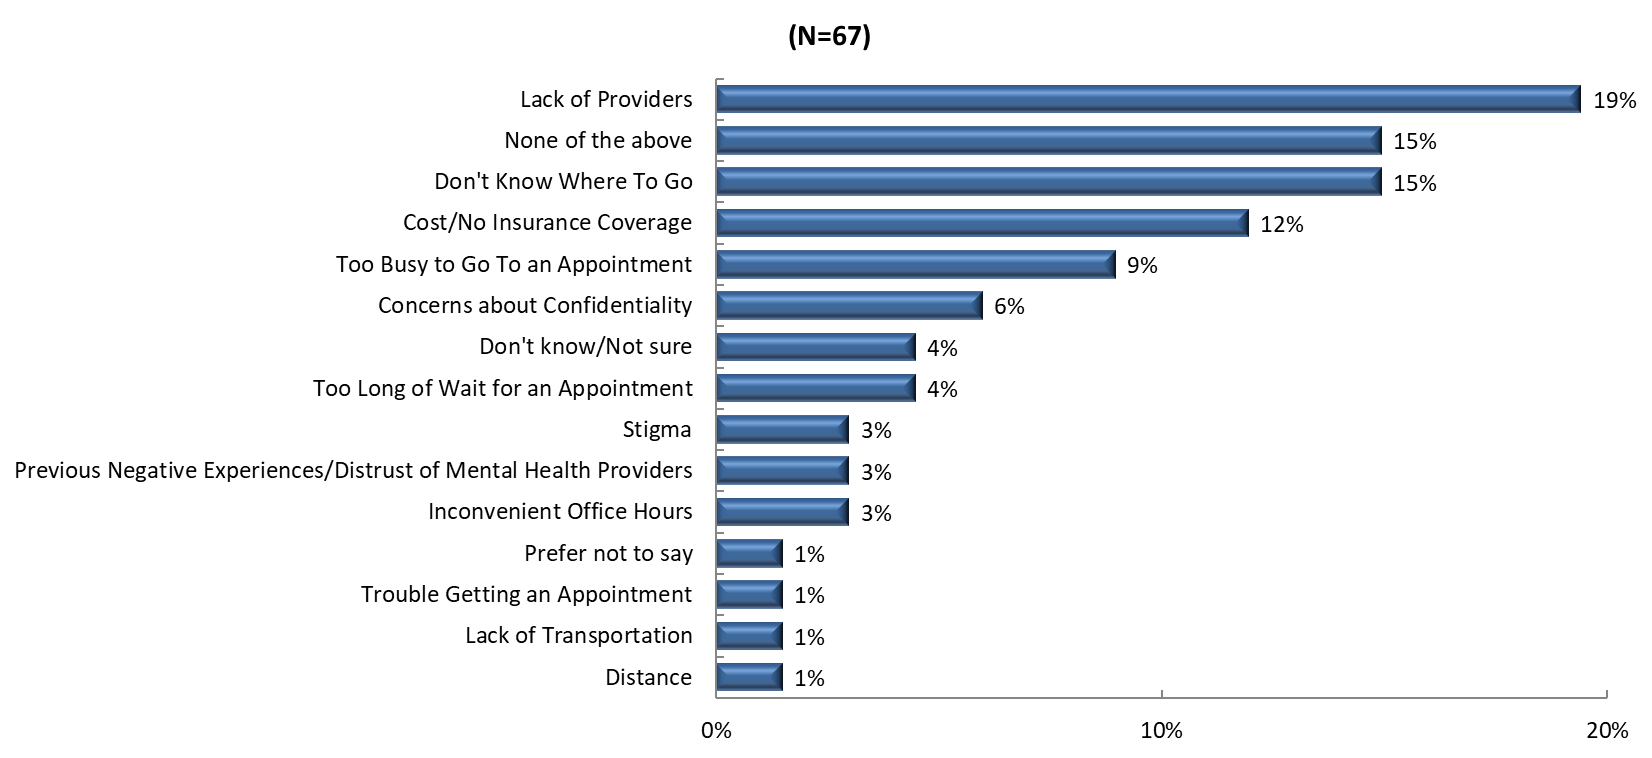 (N=67)
Lack of Providers 19%
None of the above 15%
Don't Know Where To Go 15%
Cost/No Insurance Coverage 12%
Too Busy to Go To an Appointment 9%
Concerns about Confidentiality 6%
Don't know/Not sure 4%
Too Long of Wait for an Appointment 4%
Stigma 3%
Previous Negative Experiences/Distrust of Mental Health Providers 3%
Inconvenient Office Hours 3%
Prefer not to say 1%
Trouble Getting an Appointment 1%
Lack of Transportation 1%
Distance 1%
0% 10% 20%